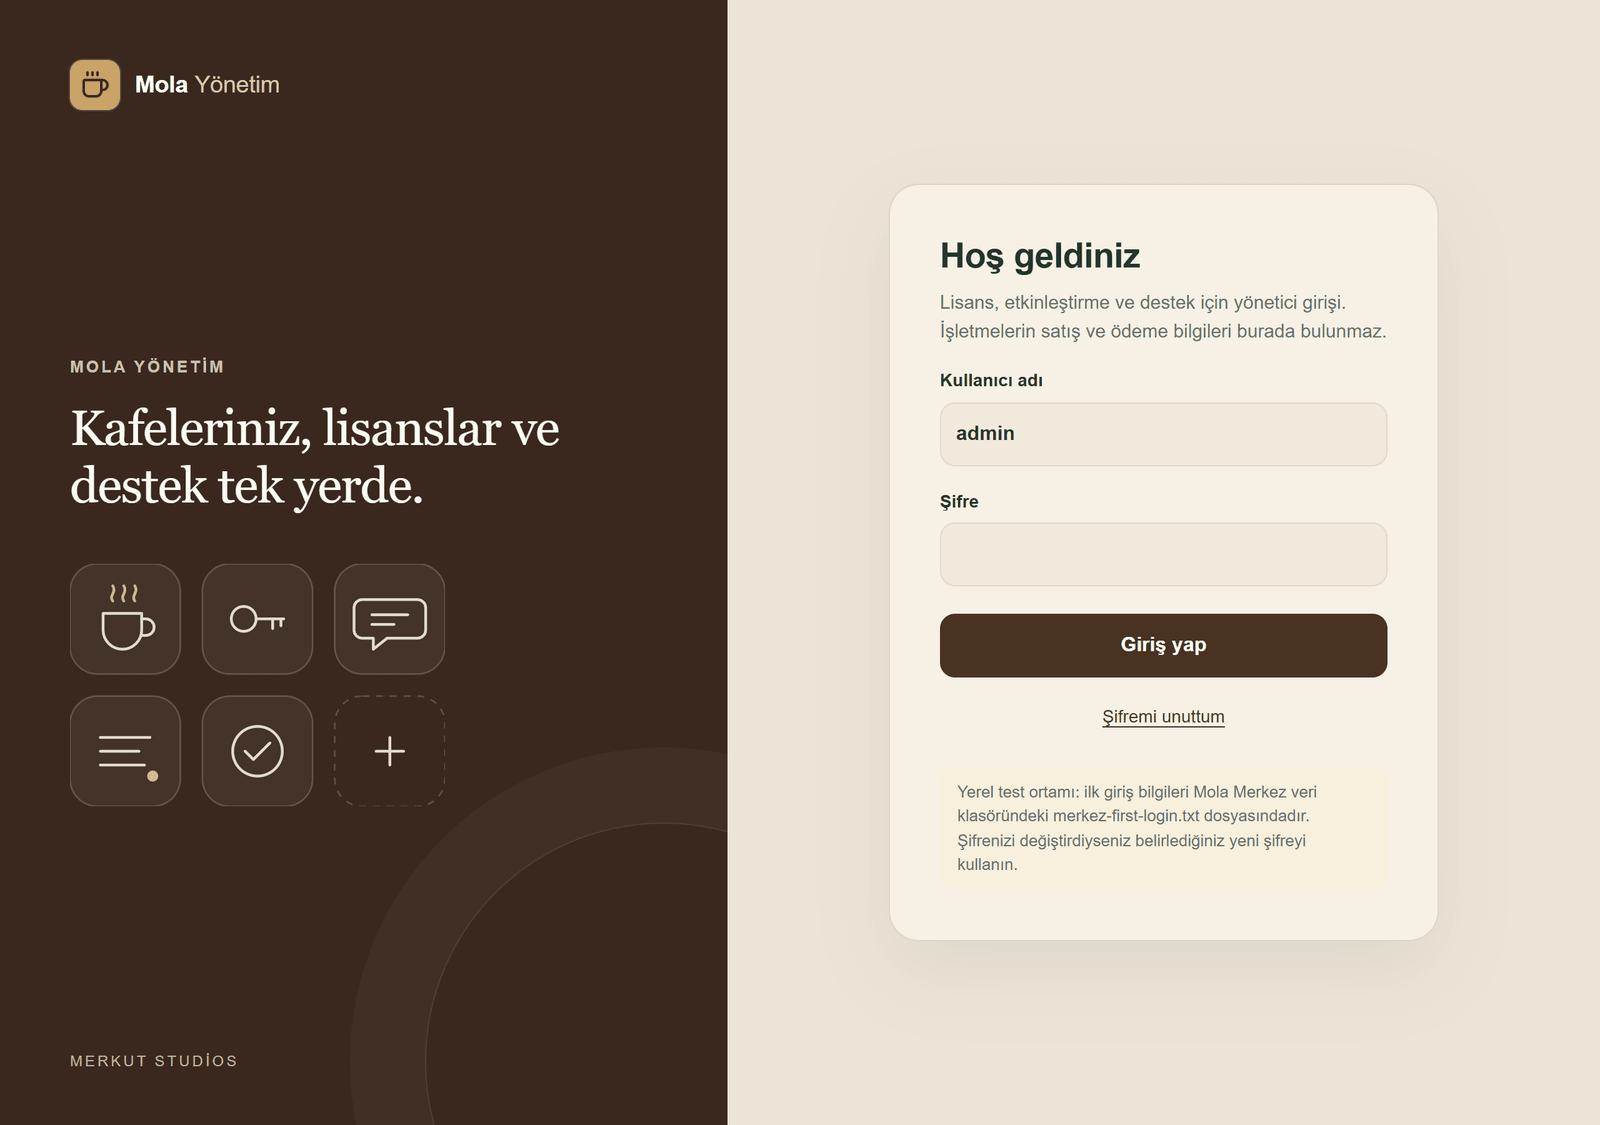 Mola Yönetim
MOLA YÖNETİM
Kafeleriniz, lisanslar ve
destek tek yerde.
MERKUT STUDİOS
Hoş geldiniz
Lisans, etkinleştirme ve destek için yönetici girişi.
İşletmelerin satış ve ödeme bilgileri burada bulunmaz.
Kullanıcı adı
admin
Şifre
Giriş yap
Şifremi unuttum
Yerel test ortamı: ilk giriş bilgileri Mola Merkez veri
klasöründeki merkez-first-login.txt dosyasındadır.
Şifrenizi değiştirdiyseniz belirlediğiniz yeni şifreyi
kullanın.